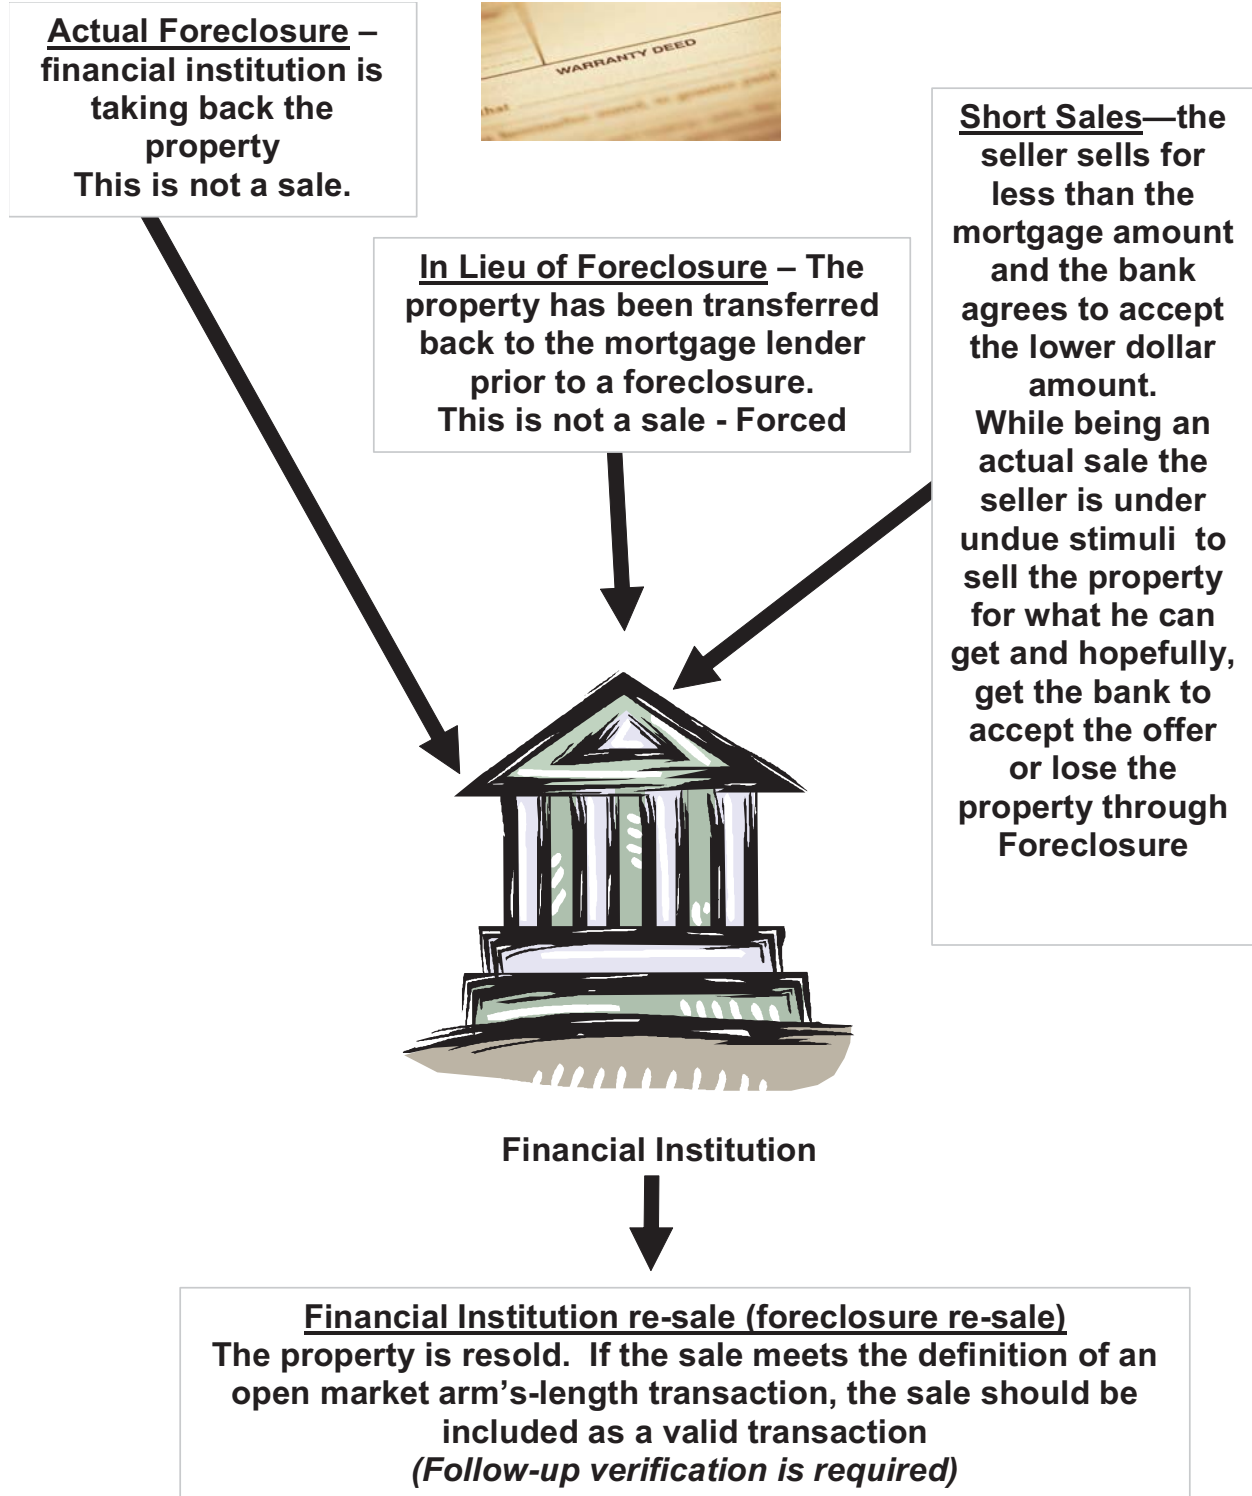 Actual Foreclosure –
financial institution is
taking back the
property
This is not a sale.
WARRANTY DEED
that
In Lieu of Foreclosure – The
property has been transferred
back to the mortgage lender
prior to a foreclosure.
This is not a sale - Forced
Short Sales—the
seller sells for
less than the
mortgage amount
and the bank
agrees to accept
the lower dollar
amount.
While being an
actual sale the
seller is under
undue stimuli  to
sell the property
for what he can
get and hopefully,
get the bank to
accept the offer
or lose the
property through
Foreclosure
Financial Institution
Financial Institution re-sale (foreclosure re-sale)
The property is resold.  If the sale meets the definition of an
open market arm’s-length transaction, the sale should be
included as a valid transaction
(Follow-up verification is required)